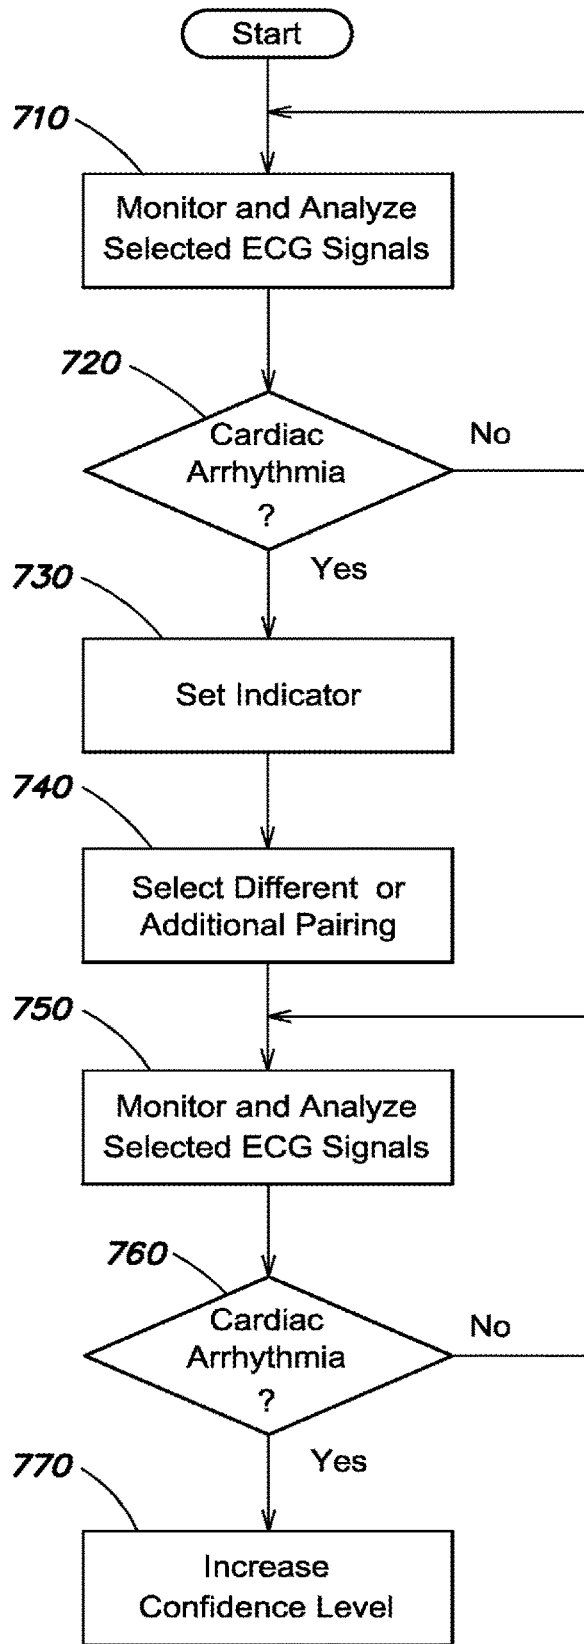 Start
710
Monitor and Analyze
Selected ECG Signals
720
Cardiac
Arrhythmia
?
No
Yes
730
Set Indicator
740
Select Different or
Additional Pairing
750
Monitor and Analyze
Selected ECG Signals
760
Cardiac
Arrhythmia
?
No
Yes
770
Increase
Confidence Level